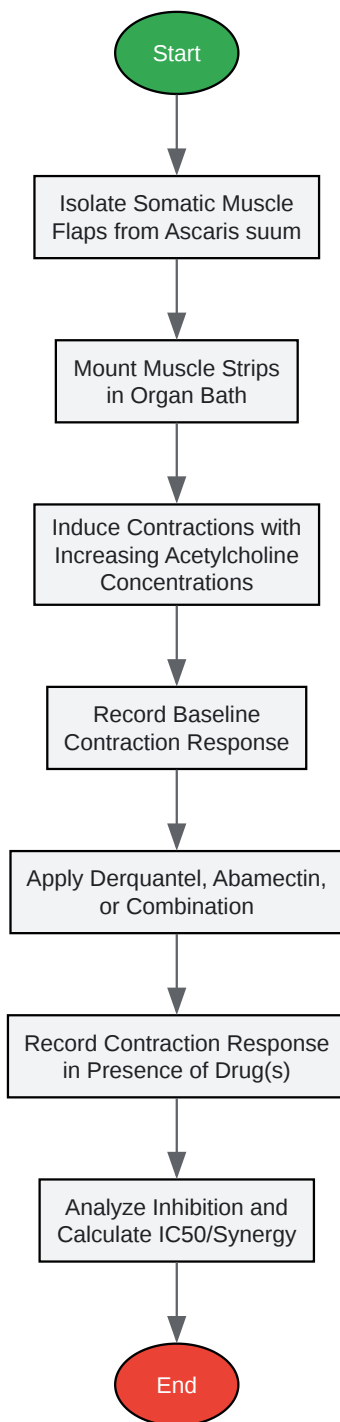 Start
Isolate Somatic Muscle
Flaps from Ascaris suum
Mount Muscle Strips
in Organ Bath
Induce Contractions with
Increasing Acetylcholine
Concentrations
Record Baseline
Contraction Response
Apply Derquantel, Abamectin,
or Combination
Record Contraction Response
in Presence of Drug(s)
Analyze Inhibition and
Calculate IC50/Synergy
End